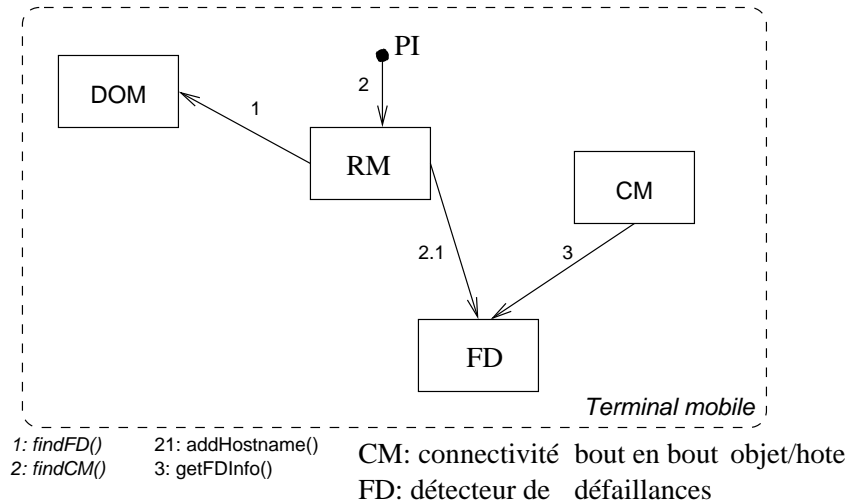 PI
DOM
2
1
RM
CM
2.1
3
FD
Terminal mobile
1: findFD() 21: addHostname()
2: findCM() 3: getFDInfo()
CM: connectivité bout en bout objet/hote
FD: détecteur de défaillances